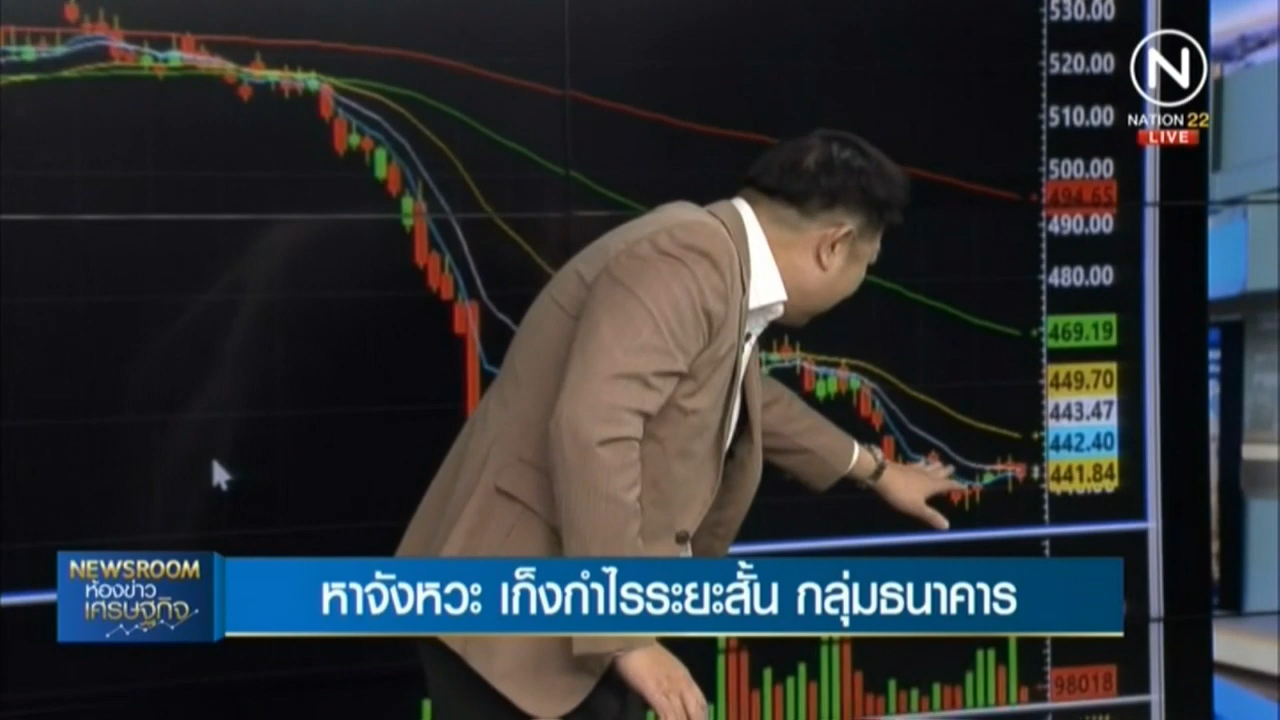 530.00
520.00
510.00
500.00
494.65
490.00
480.00
469.19
449.70
443.47
442.40
441.84
98018
N
NATION 22
LIVE
NEWSROOM
ห้องข่าว
เศรษฐกิจ
หาจังหวะ เก็งกำไรระยะสั้น กลุ่มธนาคาร